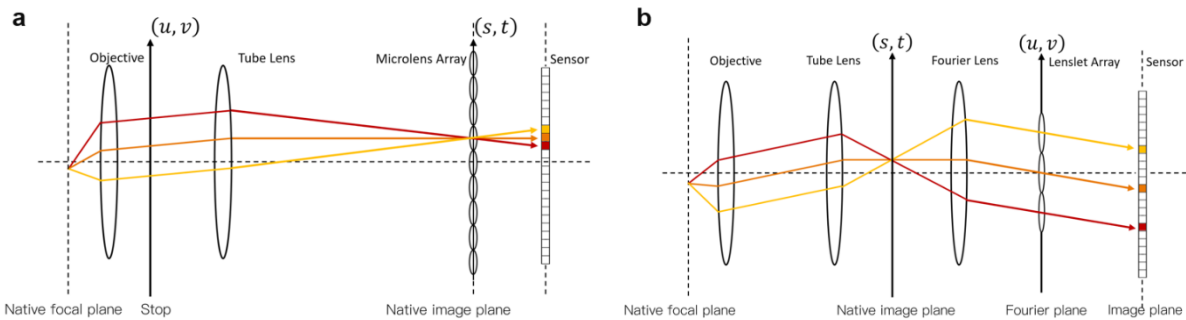 a
(u, v)
(s, t)
Objective
Tube Lens
Microlens Array
Sensor
Native focal plane
Stop
Native image plane
b
(s, t)
(u, v)
Objective
Tube Lens
Fourier Lens
Lenslet Array
Sensor
Native focal plane
Native image plane
Fourier plane
Image plane